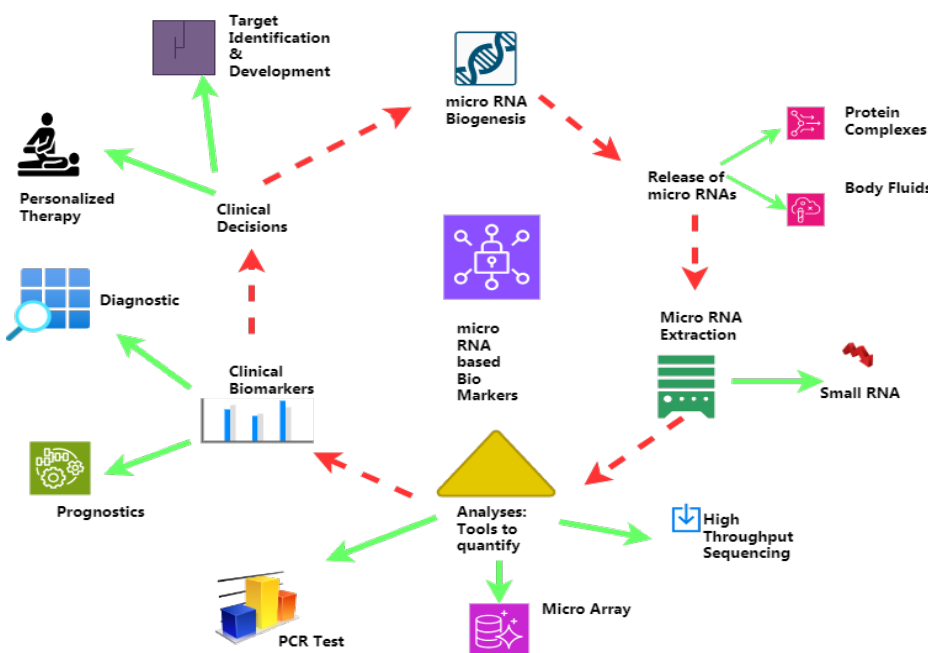 Target
Identification
&
Development
micro RNA
Biogenesis
Protein
Complexes
Release of
micro RNAs
Body Fluids
Personalized
Therapy
Clinical
Decisions
Diagnostic
micro
RNA
based
Bio
Markers
Micro RNA
Extraction
Small RNA
Clinical
Biomarkers
Prognostics
Analyses:
Tools to
quantify
High
Throughput
Sequencing
Micro Array
PCR Test